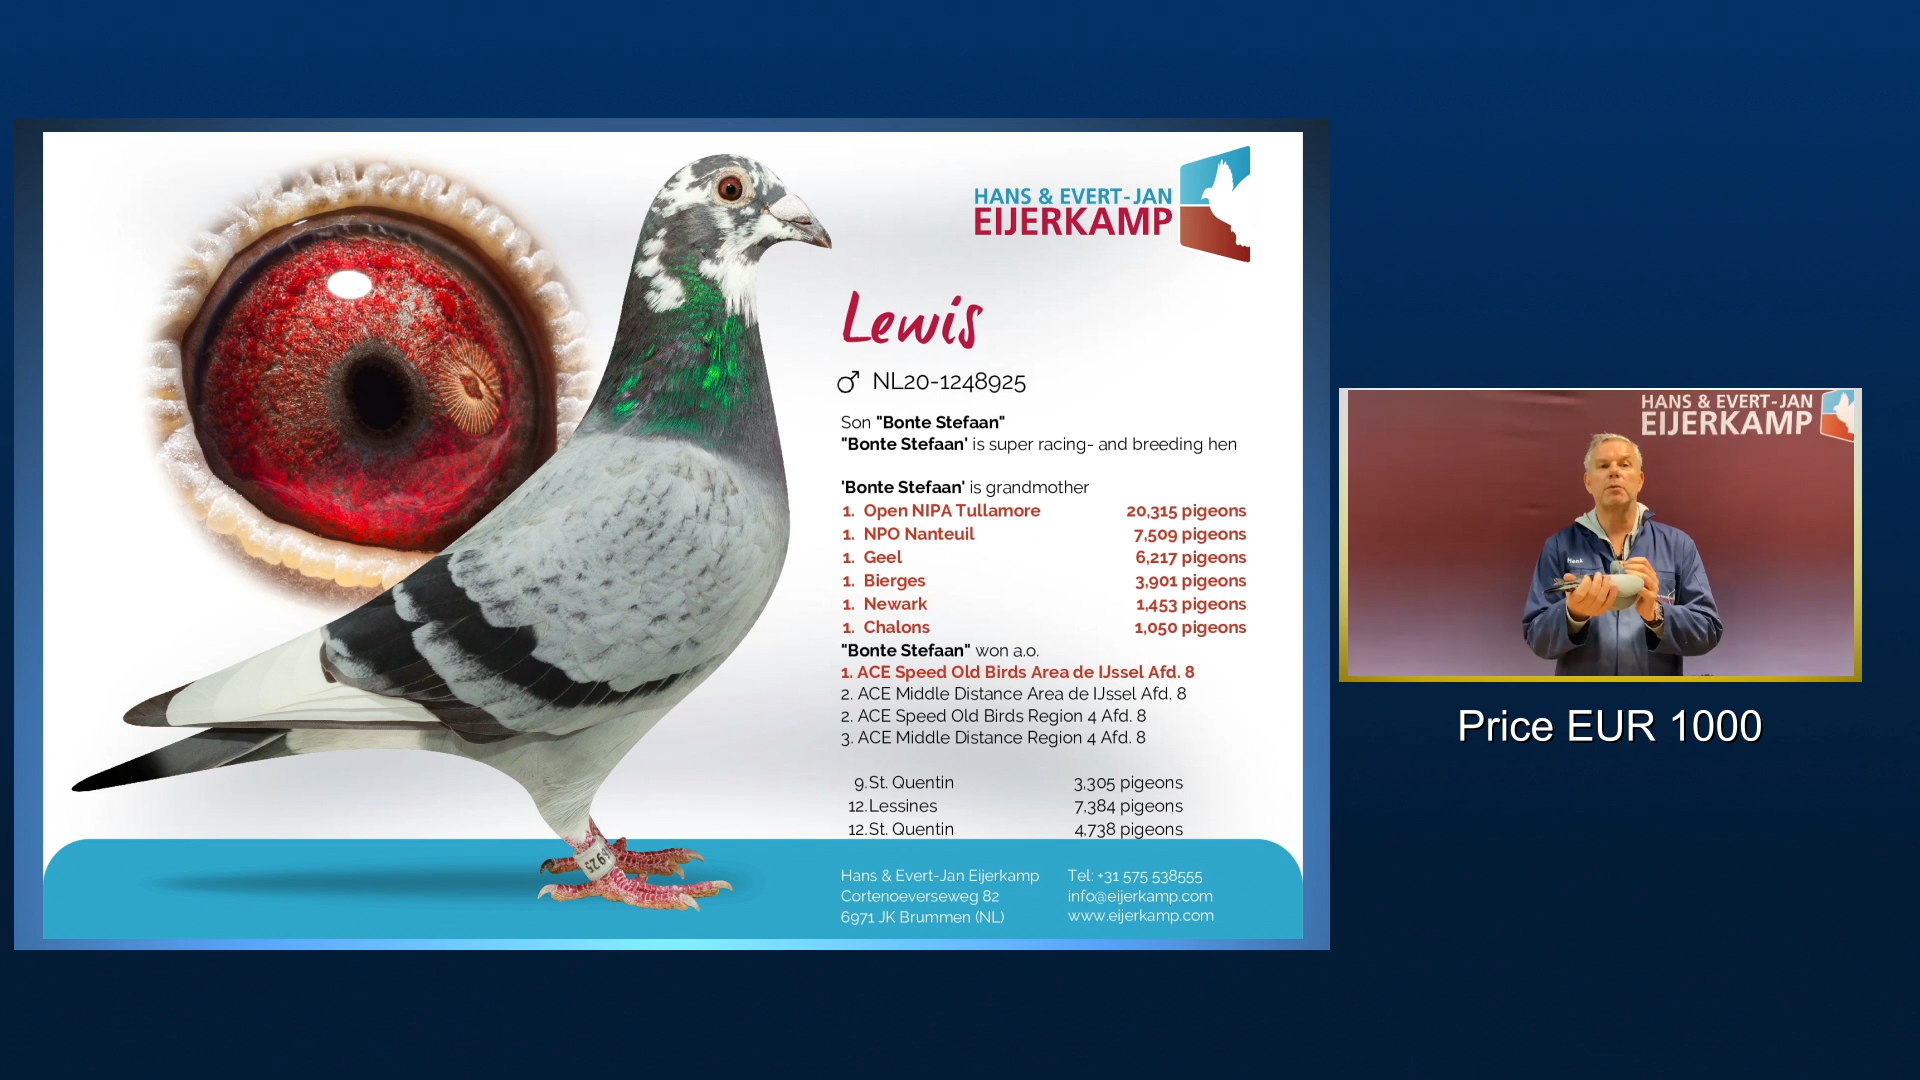 HANS & EVERT-JAN
EIJERKAMP
Lewis
♂ NL20-1248925
Son "Bonte Stefaan"
"Bonte Stefaan' is super racing- and breeding hen
'Bonte Stefaan' is grandmother
1. Open NIPA Tullamore 20,315 pigeons
1. NPO Nanteuil 7,509 pigeons
1. Geel 6,217 pigeons
1. Bierges 3,901 pigeons
1. Newark 1,453 pigeons
1. Chalons 1,050 pigeons
"Bonte Stefaan" won a.o.
1. ACE Speed Old Birds Area de IJssel Afd. 8
2. ACE Middle Distance Area de IJssel Afd. 8
2. ACE Speed Old Birds Region 4 Afd. 8
3. ACE Middle Distance Region 4 Afd. 8
9. St. Quentin 3,305 pigeons
12. Lessines 7,384 pigeons
12. St. Quentin 4,738 pigeons
Hans & Evert-Jan Eijerkamp
Cortenoeverseweg 82
6971 JK Brummen (NL)
Tel: +31 575 538555
info@eijerkamp.com
www.eijerkamp.com
HANS & EVERT-JAN
EIJERKAMP
Price EUR 1000